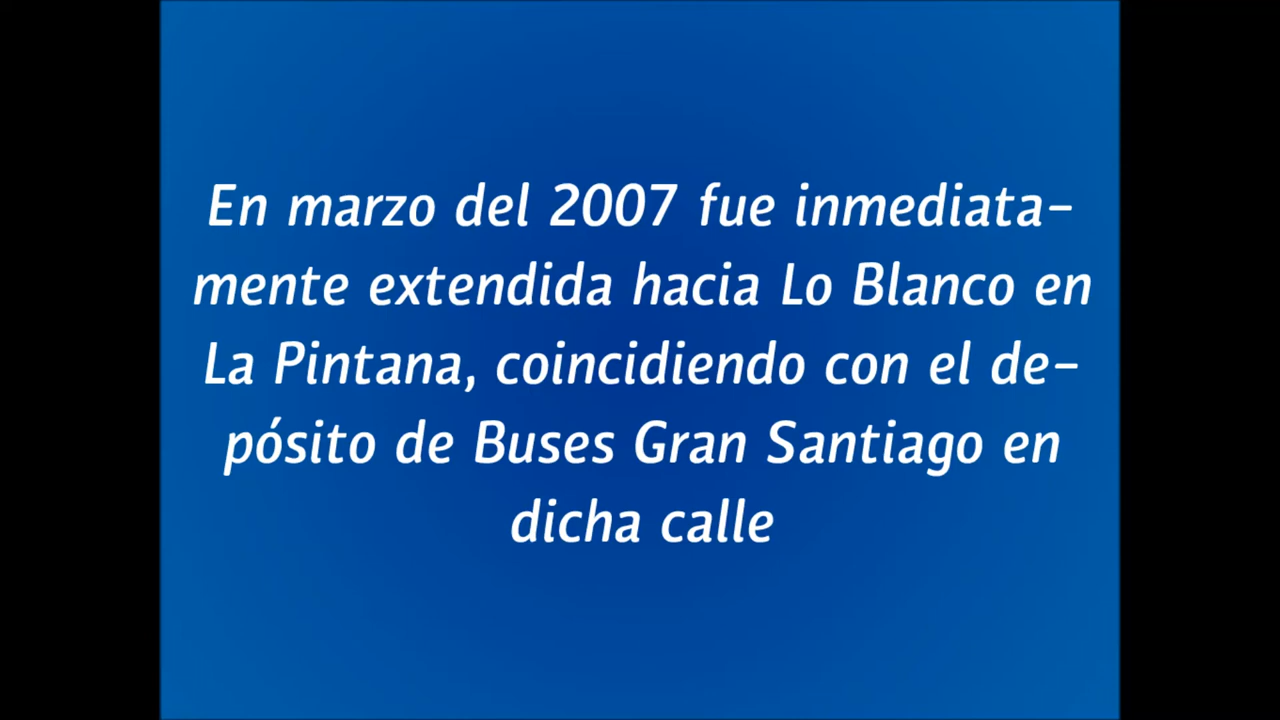 En marzo del 2007 fue inmediata-
mente extendida hacia Lo Blanco en
La Pintana, coincidiendo con el de-
pósito de Buses Gran Santiago en
dicha calle